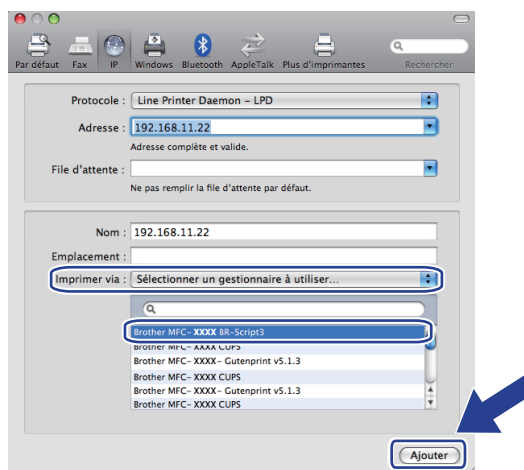 Par défaut Fax IP Windows Bluetooth AppleTalk Plus d'imprimantes Rechercher
Protocole : Line Printer Daemon – LPD
Adresse : 192.168.11.22
Adresse complète et valide.
File d'attente :
Ne pas remplir la file d'attente par défaut.
Nom : 192.168.11.22
Emplacement :
Imprimer via : Sélectionner un gestionnaire à utiliser...
Brother MFC- XXXX BR-Script3
Brother MFC- XXXX CUPS
Brother MFC- XXXX- Gutenprint v5.1.3
Brother MFC- XXXX CUPS
Brother MFC- XXXX- Gutenprint v5.1.3
Brother MFC- XXXX CUPS
Ajouter